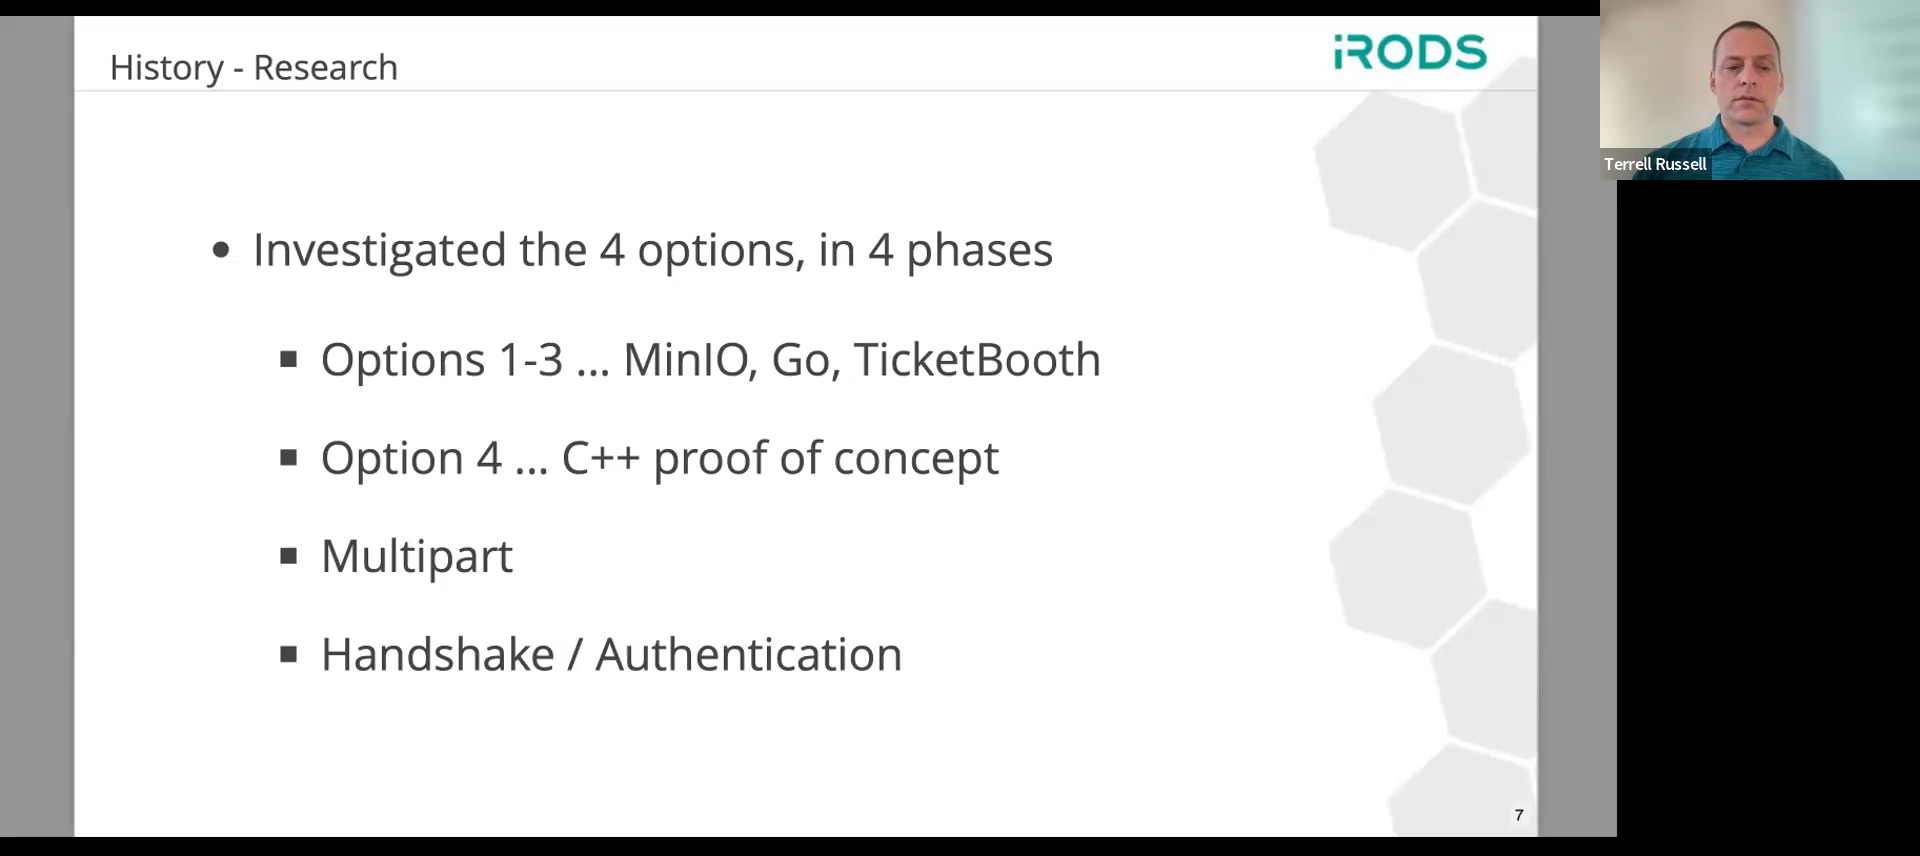 History - Research
iRODS
Terrell Russell
• Investigated the 4 options, in 4 phases
▪ Options 1-3 ... MinIO, Go, TicketBooth
▪ Option 4 ... C++ proof of concept
▪ Multipart
▪ Handshake / Authentication
7